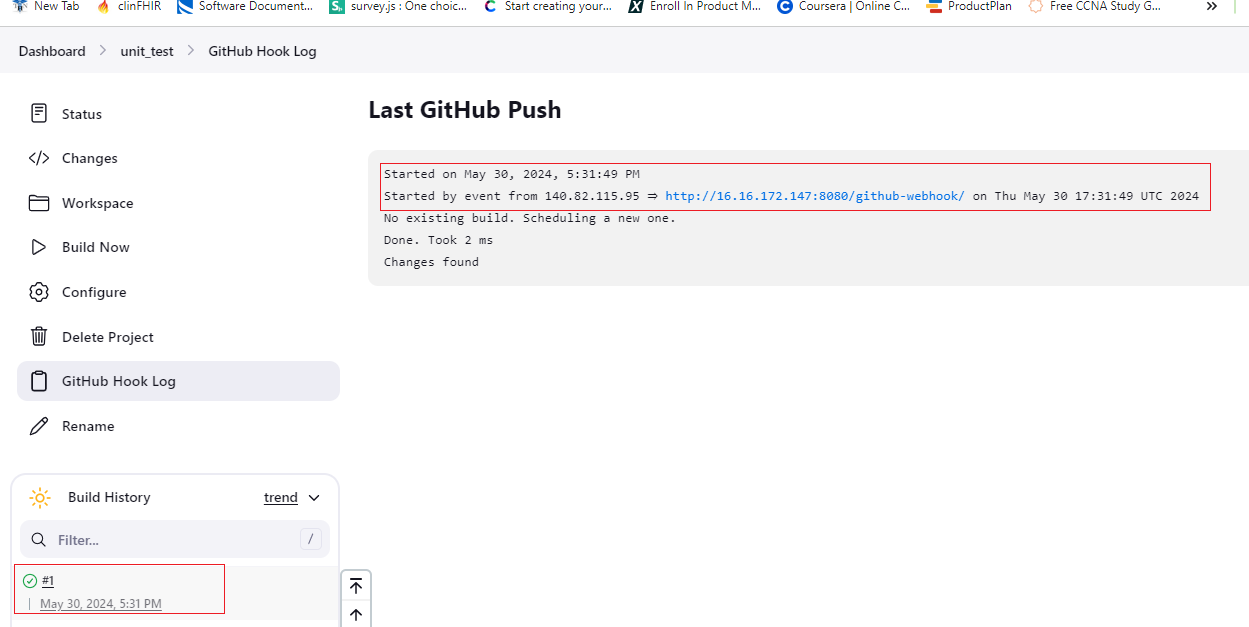 New Tab clinFHIR Software Document... survey.js : One choic... Start creating your... Enroll In Product M... Coursera | Online C... ProductPlan Free CCNA Study G... »
Dashboard > unit_test > GitHub Hook Log
Status
Changes
Workspace
Build Now
Configure
Delete Project
GitHub Hook Log
Rename
Last GitHub Push
Started on May 30, 2024, 5:31:49 PM
Started by event from 140.82.115.95 ⇒ http://16.16.172.147:8080/github-webhook/ on Thu May 30 17:31:49 UTC 2024
No existing build. Scheduling a new one.
Done. Took 2 ms
Changes found
Build History trend
Filter... /
#1
May 30, 2024, 5:31 PM